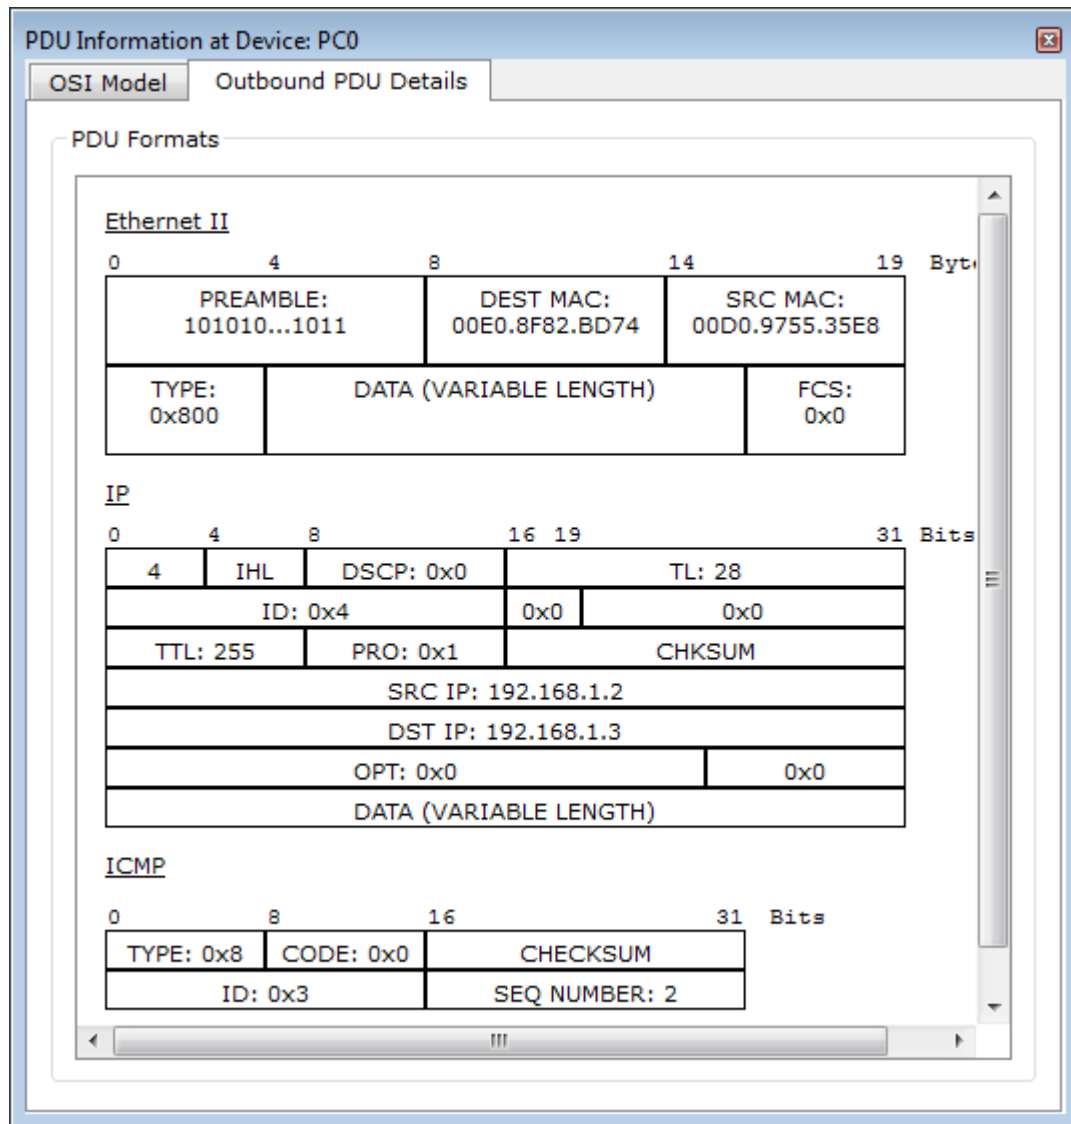 PDU Information at Device: PC0
OSI Model Outbound PDU Details
PDU Formats
Ethernet II
0 4 8 14 19
PREAMBLE: DEST MAC: SRC MAC:
101010...1011 00E0.8F82.BD74 00D0.9755.35E8
TYPE: DATA (VARIABLE LENGTH) FCS:
0x800 0x0
IP
0 4 8 16 19 31 Bits
4 IHL DSCP: 0x0 TL: 28
ID: 0x4 0x0 0x0
TTL: 255 PRO: 0x1 CHKSUM
SRC IP: 192.168.1.2
DST IP: 192.168.1.3
OPT: 0x0 0x0
DATA (VARIABLE LENGTH)
ICMP
0 8 16 31 Bits
TYPE: 0x8 CODE: 0x0 CHECKSUM
ID: 0x3 SEQ NUMBER: 2